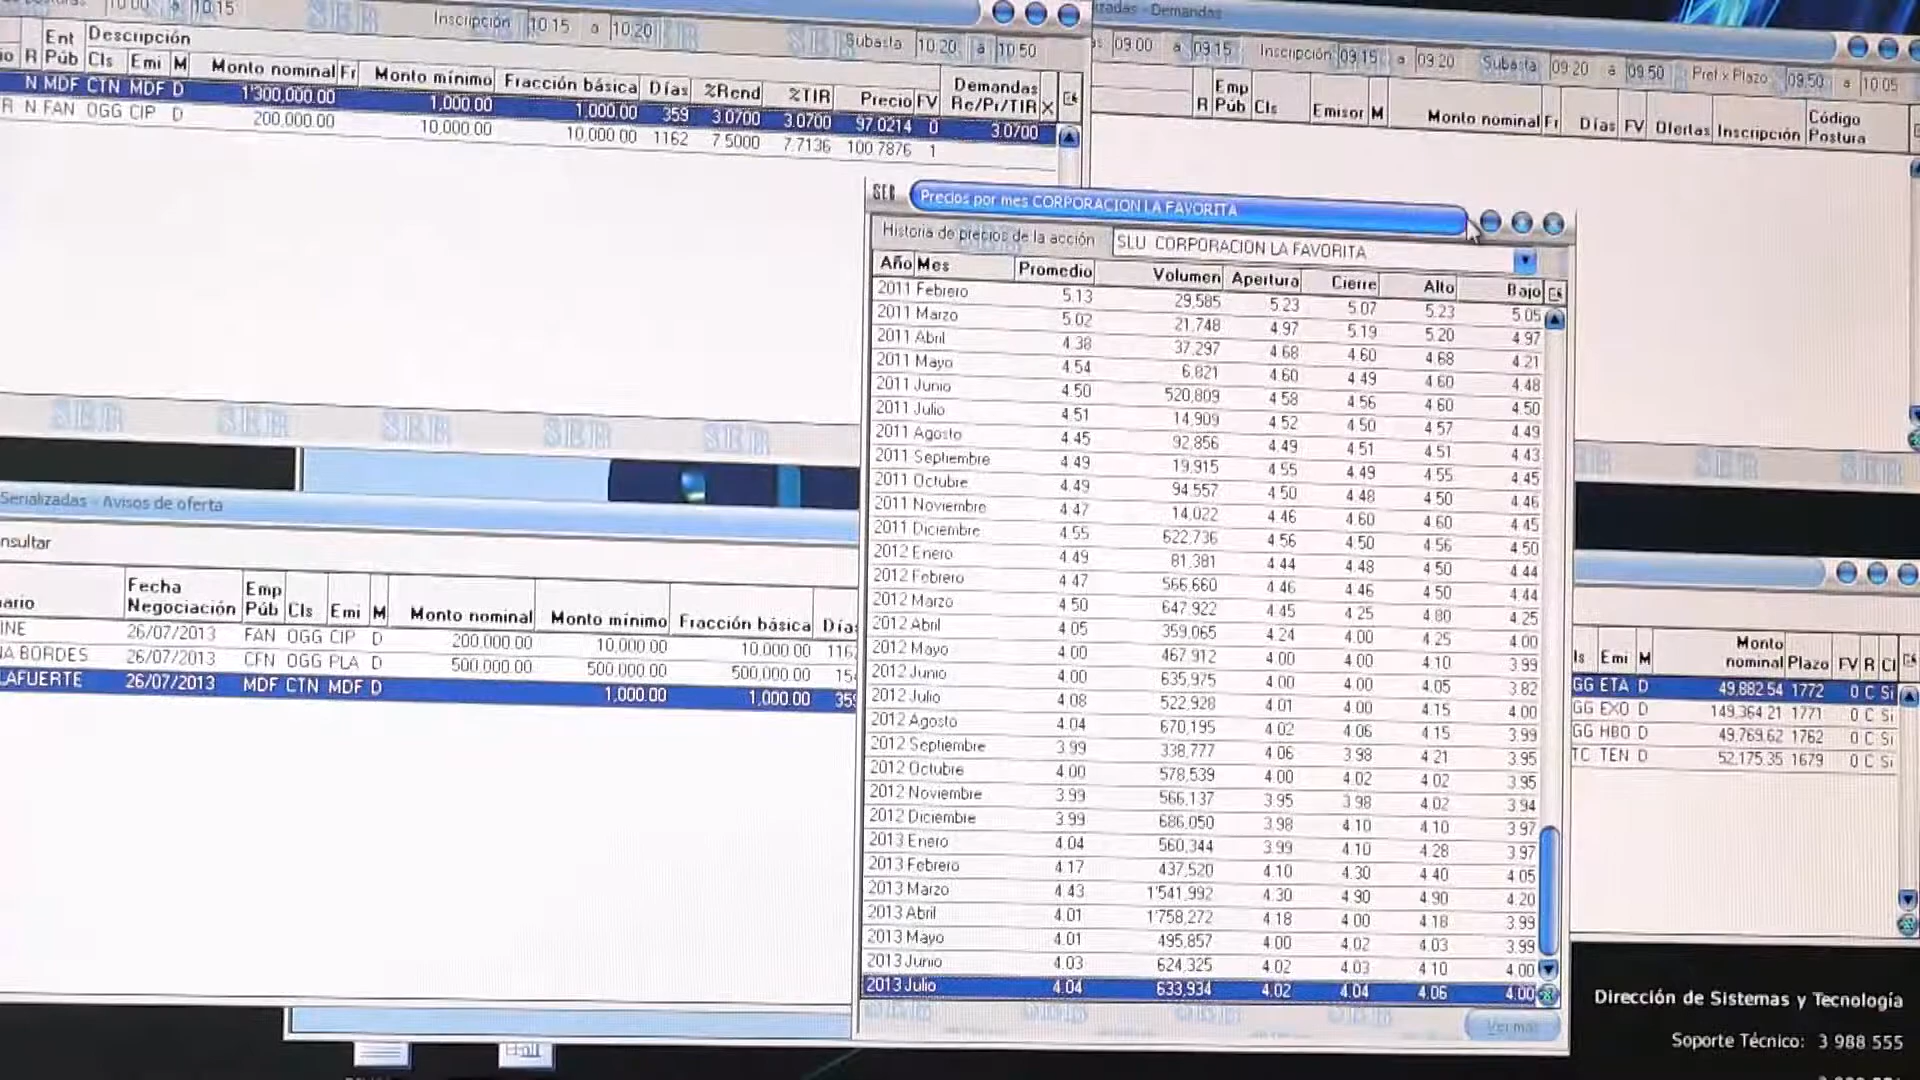 10:00 a 10:15 Inscripción 10:15 a 10:20 Subasta 10:20 a 10:50
R Ent Púb Descripción Cls Emi M Monto nominal Fr Monto mínimo Fracción básica Días %Rend %TIR Precio FV Demandas Re/Pr/TIR X
N MDF CTN MDF D 1'300,000.00 1,000.00 1,000.00 359 3.0700 3.0700 97.0214 0 3.0700
R N FAN OGG CIP D 200,000.00 10,000.00 10,000.00 1162 7.5000 7.7136 100.7876 1
SEB SEB SEB SEB SEB
- Demandas
09:00 a 09:15 Inscripción 09:15 a 09:20 Subasta 09:20 a 09:50 Pref x Plazo 09:50 a 10:05
R Emp Púb Cls Emisor M Monto nominal Fr Días FV Ofertas Inscripción Código Postura
SEB Precios por mes CORPORACION LA FAVORITA
Historia de precios de la acción SLU CORPORACION LA FAVORITA
Año Mes Promedio Volumen Apertura Cierre Alto Bajo
2011 Febrero 5.13 29,585 5.23 5.07 5.23 5.05
2011 Marzo 5.02 21,748 4.97 5.19 5.20 4.97
2011 Abril 4.38 37,297 4.68 4.60 4.68 4.21
2011 Mayo 4.54 6,821 4.60 4.49 4.60 4.48
2011 Junio 4.50 520,809 4.58 4.56 4.60 4.50
2011 Julio 4.51 14,909 4.52 4.50 4.57 4.49
2011 Agosto 4.45 92,856 4.49 4.51 4.51 4.43
2011 Septiembre 4.49 19,915 4.55 4.49 4.55 4.45
2011 Octubre 4.49 94,557 4.50 4.48 4.50 4.46
2011 Noviembre 4.47 14,022 4.46 4.60 4.60 4.45
2011 Diciembre 4.55 622,736 4.56 4.50 4.56 4.50
2012 Enero 4.49 81,381 4.44 4.48 4.50 4.44
2012 Febrero 4.47 566,660 4.46 4.46 4.50 4.44
2012 Marzo 4.50 647,922 4.45 4.25 4.80 4.25
2012 Abril 4.05 359,065 4.24 4.00 4.25 4.00
2012 Mayo 4.00 467,912 4.00 4.00 4.10 3.99
2012 Junio 4.00 635,975 4.00 4.00 4.05 3.82
2012 Julio 4.08 522,928 4.01 4.00 4.15 4.00
2012 Agosto 4.04 670,195 4.02 4.06 4.15 3.99
2012 Septiembre 3.99 338,777 4.06 3.98 4.21 3.95
2012 Octubre 4.00 578,539 4.00 4.02 4.02 3.95
2012 Noviembre 3.99 566,137 3.95 3.98 4.02 3.94
2012 Diciembre 3.99 686,050 3.98 4.10 4.10 3.97
2013 Enero 4.04 560,344 3.99 4.10 4.28 3.97
2013 Febrero 4.17 437,520 4.10 4.30 4.40 4.05
2013 Marzo 4.43 1'541,992 4.30 4.90 4.90 4.20
2013 Abril 4.01 1'758,272 4.18 4.00 4.18 3.99
2013 Mayo 4.01 495,857 4.00 4.02 4.03 3.99
2013 Junio 4.03 624,325 4.02 4.03 4.10 4.00
2013 Julio 4.04 633,934 4.02 4.04 4.06 4.00
Ver más
Serializadas - Avisos de oferta
nsultar
ario Fecha Negociación Emp Púb Cls Emi M Monto nominal Monto mínimo Fracción básica Días
INE 26/07/2013 FAN OGG CIP D 200,000.00 10,000.00 10,000.00 116
NA BORDES 26/07/2013 CFN OGG PLA D 500,000.00 500,000.00 500,000.00 15
LAFUERTE 26/07/2013 MDF CTN MDF D 1,000.00 1,000.00 35
ls Emi M Monto nominal Plazo FV R Cl
GG ETA D 49,882.54 1772 0 C Si
GG EXO D 149,364.21 1771 0 C Si
GG HBO D 49,769.62 1762 0 C Si
TC TEN D 52,175.35 1679 0 C Si
Dirección de Sistemas y Tecnología
Soporte Técnico: 3 988 555